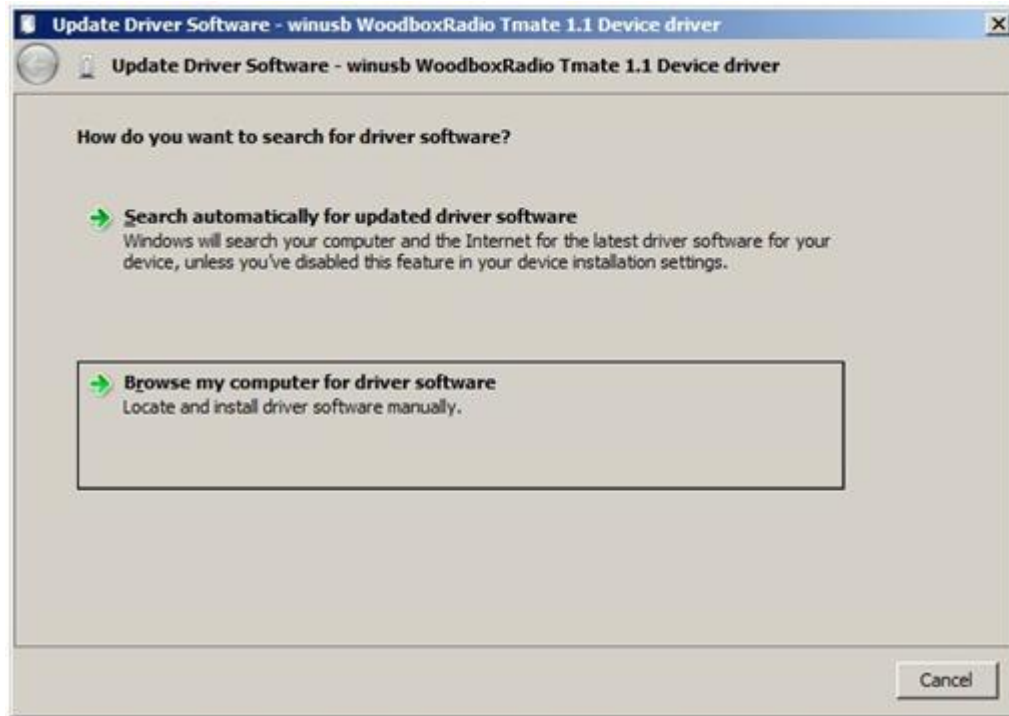 Update Driver Software - winusb WoodboxRadio Tmate 1.1 Device driver
Update Driver Software - winusb WoodboxRadio Tmate 1.1 Device driver
How do you want to search for driver software?
Search automatically for updated driver software
Windows will search your computer and the Internet for the latest driver software for your
device, unless you've disabled this feature in your device installation settings.
Browse my computer for driver software
Locate and install driver software manually.
Cancel